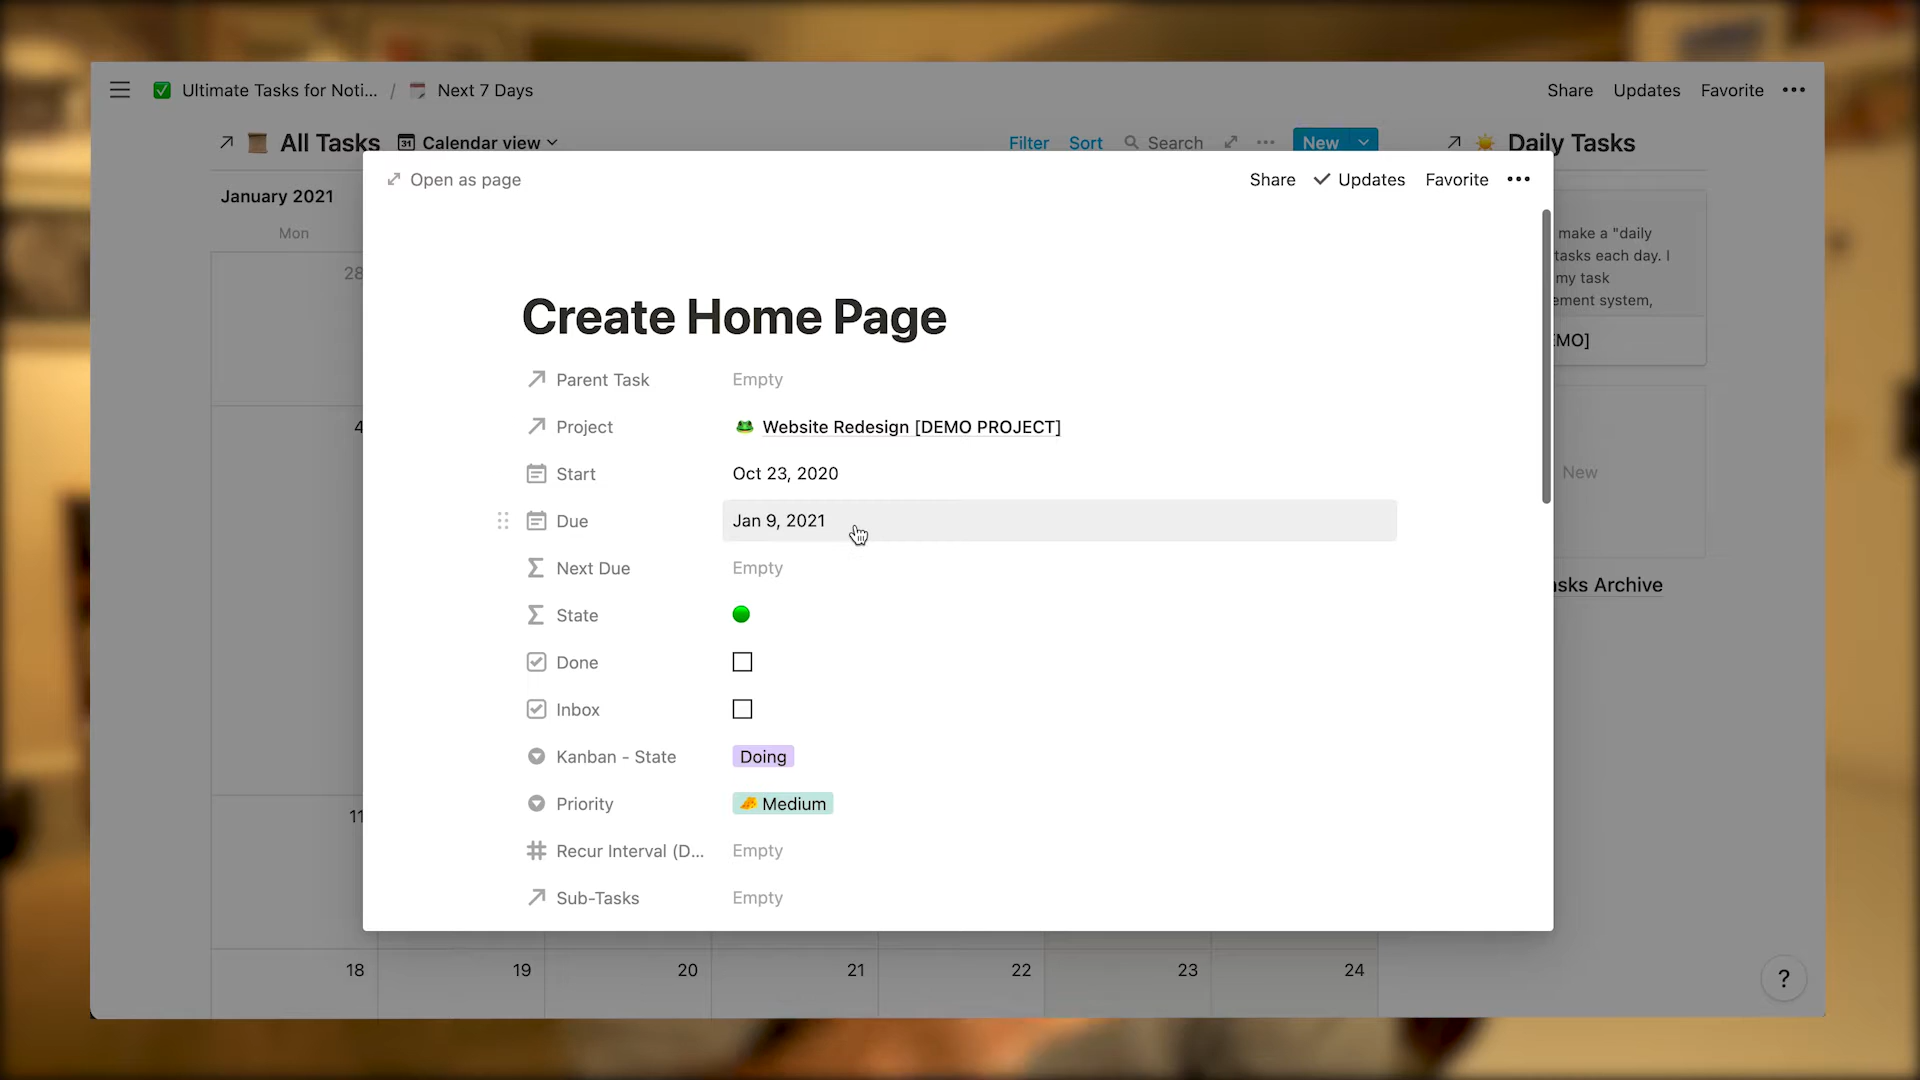 Ultimate Tasks for Noti... / Next 7 Days
Share Updates Favorite
All Tasks Calendar view
Filter Sort Search New
Daily Tasks
January 2021
Mon
28
4
11
18 19 20 21 22 23 24
Open as page
Share Updates Favorite
Create Home Page
Parent Task Empty
Project Website Redesign [DEMO PROJECT]
Start Oct 23, 2020
Due Jan 9, 2021
Next Due Empty
State
Done
Inbox
Kanban - State Doing
Priority Medium
Recur Interval (D... Empty
Sub-Tasks Empty
make a "daily
tasks each day. I
my task
ement system,
EMO]
New
sks Archive
?